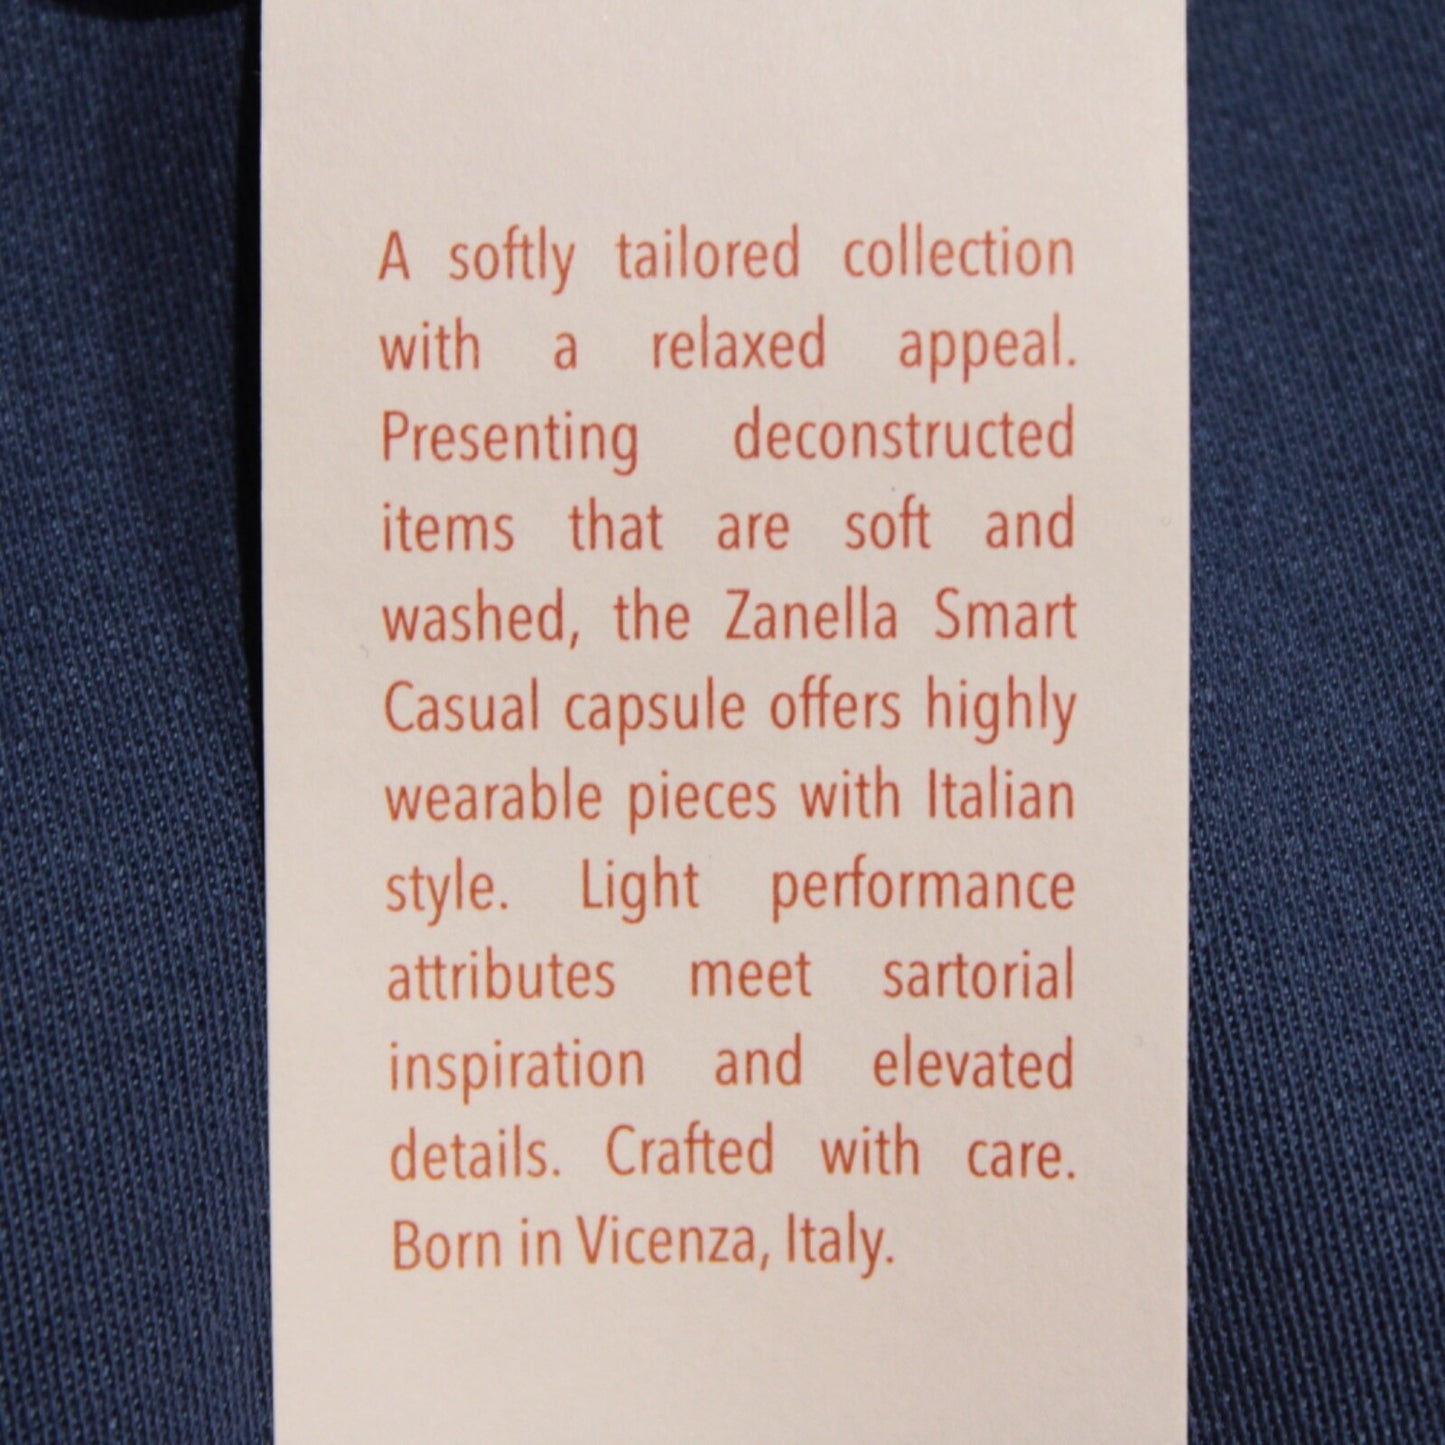 A softly tailored collection
with a relaxed appeal.
Presenting deconstructed
items that are soft and
washed, the Zanella Smart
Casual capsule offers highly
wearable pieces with Italian
style. Light performance
attributes meet sartorial
inspiration and elevated
details. Crafted with care.
Born in Vicenza, Italy.